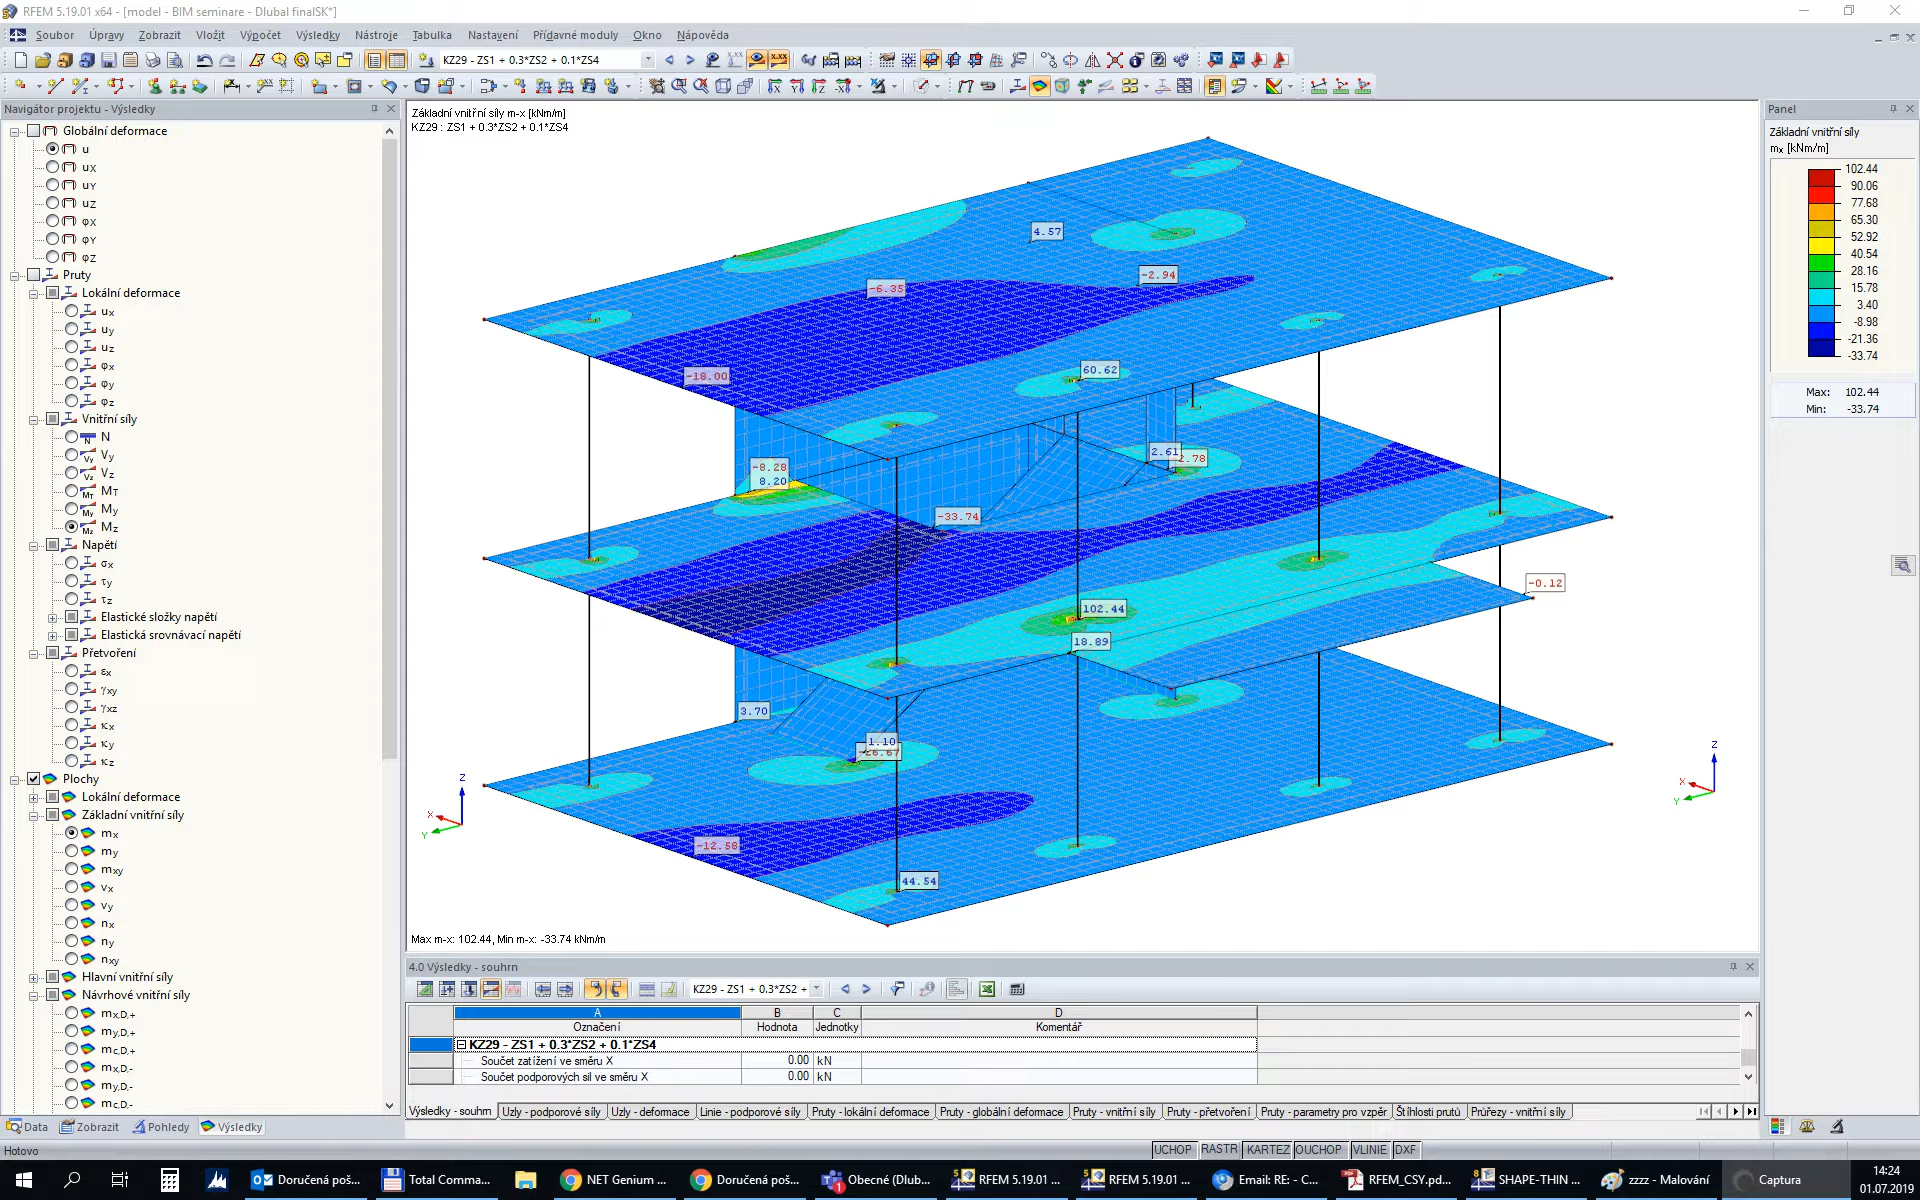 RFEM 5.19.01 x64 - [model - BIM seminare - Dlubal finalSK*]
Soubor Úpravy Zobrazit Vložit Výpočet Výsledky Nástroje Tabulka Nastavení Přídavné moduly Okno Nápověda
KZ29 - ZS1 + 0.3*ZS2 + 0.1*ZS4
Navigátor projektu - Výsledky
Globální deformace
u
uX
uY
uZ
φX
φY
φZ
Pruty
Lokální deformace
ux
uy
uz
φx
φy
φz
Vnitřní síly
N
Vy
Vz
MT
My
Mz
Napětí
σx
τy
τz
Elastické složky napětí
Elastická srovnávací napětí
Přetvoření
εx
γxy
γxz
κx
κy
κz
Plochy
Lokální deformace
Základní vnitřní síly
mx
my
mxy
vx
vy
nx
ny
nxy
Hlavní vnitřní síly
Návrhové vnitřní síly
mx,D,+
my,D,+
mc,D,+
mx,D,-
my,D,-
mc,D,-
Data Zobrazit Pohledy Výsledky
Základní vnitřní síly m-x [kNm/m]
KZ29 : ZS1 + 0.3*ZS2 + 0.1*ZS4
4.57
-2.94
-6.35
-18.00
60.62
2.61
2.78
-8.28
8.20
-33.74
-0.12
102.44
18.89
3.70
1.10
-26.67
-12.58
44.54
Z
X
Y
Z
X
Y
Max m-x: 102.44, Min m-x: -33.74 kNm/m
Panel
Základní vnitřní síly
mx [kNm/m]
102.44
90.06
77.68
65.30
52.92
40.54
28.16
15.78
3.40
-8.98
-21.36
-33.74
Max: 102.44
Min: -33.74
4.0 Výsledky - souhrn
KZ29 - ZS1 + 0.3*ZS2 +
A B C D
Označení Hodnota Jednotky Komentář
KZ29 - ZS1 + 0.3*ZS2 + 0.1*ZS4
Součet zatížení ve směru X 0.00 kN
Součet podporových sil ve směru X 0.00 kN
Výsledky - souhrn Uzly - podporové síly Uzly - deformace Linie - podporové síly Pruty - lokální deformace Pruty - globální deformace Pruty - vnitřní síly Pruty - přetvoření Pruty - parametry pro vzpěr Štíhlosti prutů Průřezy - vnitřní síly
Hotovo
UCHOP RASTR KARTEZ OUCHOP VLINIE DXF
Doručená poš... Total Comma... NET Genium ... Doručená poš... Obecné (Dlub... RFEM 5.19.01 ... RFEM 5.19.01 ... Email: RE: - C... RFEM_CSY.pd... SHAPE-THIN ... zzzz - Malování Captura
14:24
01.07.2019